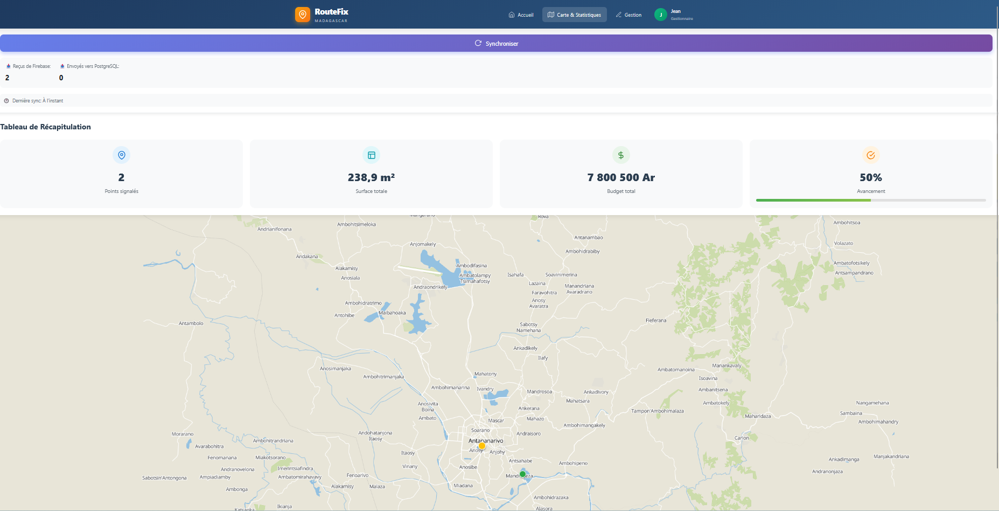 RouteFix
MADAGASCAR
Accueil
Carte & Statistiques
Gestion
J
Jean
Gestionnaire
Synchroniser
Reçus de Firebase:
2
Envoyés vers PostgreSQL:
0
Dernière sync: À l'instant
Tableau de Récapitulation
2
Points signalés
238,9 m²
Surface totale
7 800 500 Ar
Budget total
50%
Avancement
Mangarano
Rova
Ambohitsimeloka
Ambohitsoa
Andrianifonana
Antanambao
Anjomakely
Volazato
Ambohidrabiby
Andakana
Ambatofotsikely
Alakamisy
Ambodifasina
Antsampandrano
Anosiala
Ambatolampy
Tsimahafotsy
Isahafa
Soavinimerina
Lazaina
Andraondrikely
Manandriana
Avaradrano
Faravohitra
Anosy
Avaratra
Ambohidratrimo
Antohibe
Maibahoaka
Antambolo
Fieferana
Sabotsy
Namehana
Ankadikely
Ilafy
Anosimanjaka
Ambatomanoina
Manankavaly
Ambohitrimanjaka
Mahatony
Isoavina
Ambohimanarina
Ivandry
Mandrosoa
Ankadivory
Ambanitsena
Anosivita
Boina
Mahatsara
Ambatokely
Nangamehana
Ankerana
Tampon'Ambohimalaza
Sambaina
Ambato
Mascar
Mahazo
Maharidaza
Ambohimahandry
Ambohimangakely
Soarano
Andohatanjona
Itaosy
Andraisoro
Morarano
Carion
Ambohitrandriana
Antananarivo
Avarabohitra
Anosy
Anjohy
Itaosy
Fenomanana
Miakotsorano
Antsahabe
Manjakandriana
Ankadimanga
Ambohipeno
Vinany
Anosibe
Andranovelona
Imerintsiafindra
Andranonjaza
Sabotsin'Antongona
Ampiadiamby
Ambatomirahavavy
Fenoarivo
Alakamisy
Malaza
Miadana
Ambonga
Ambohidrazaka
Ikianja
Katsaoka
Alasora